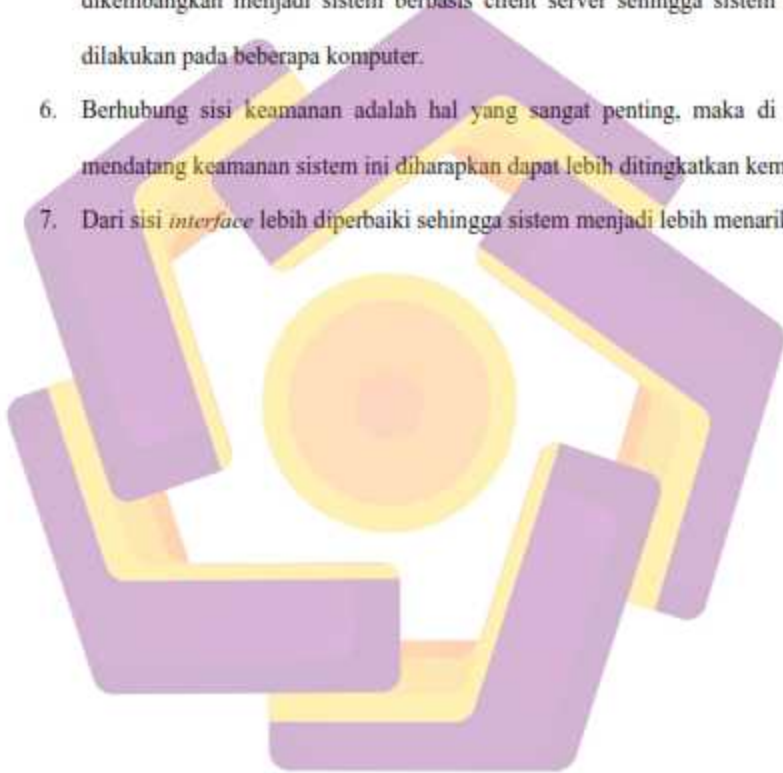 dikembangkan menjadi sistem berbasis client server sehingga sistem
dilakukan pada beberapa komputer.
6. Berhubung sisi keamanan adalah hal yang sangat penting, maka di
mendatang keamanan sistem ini diharapkan dapat lebih ditingkatkan kem
7. Dari sisi interface lebih diperbaiki sehingga sistem menjadi lebih menarik